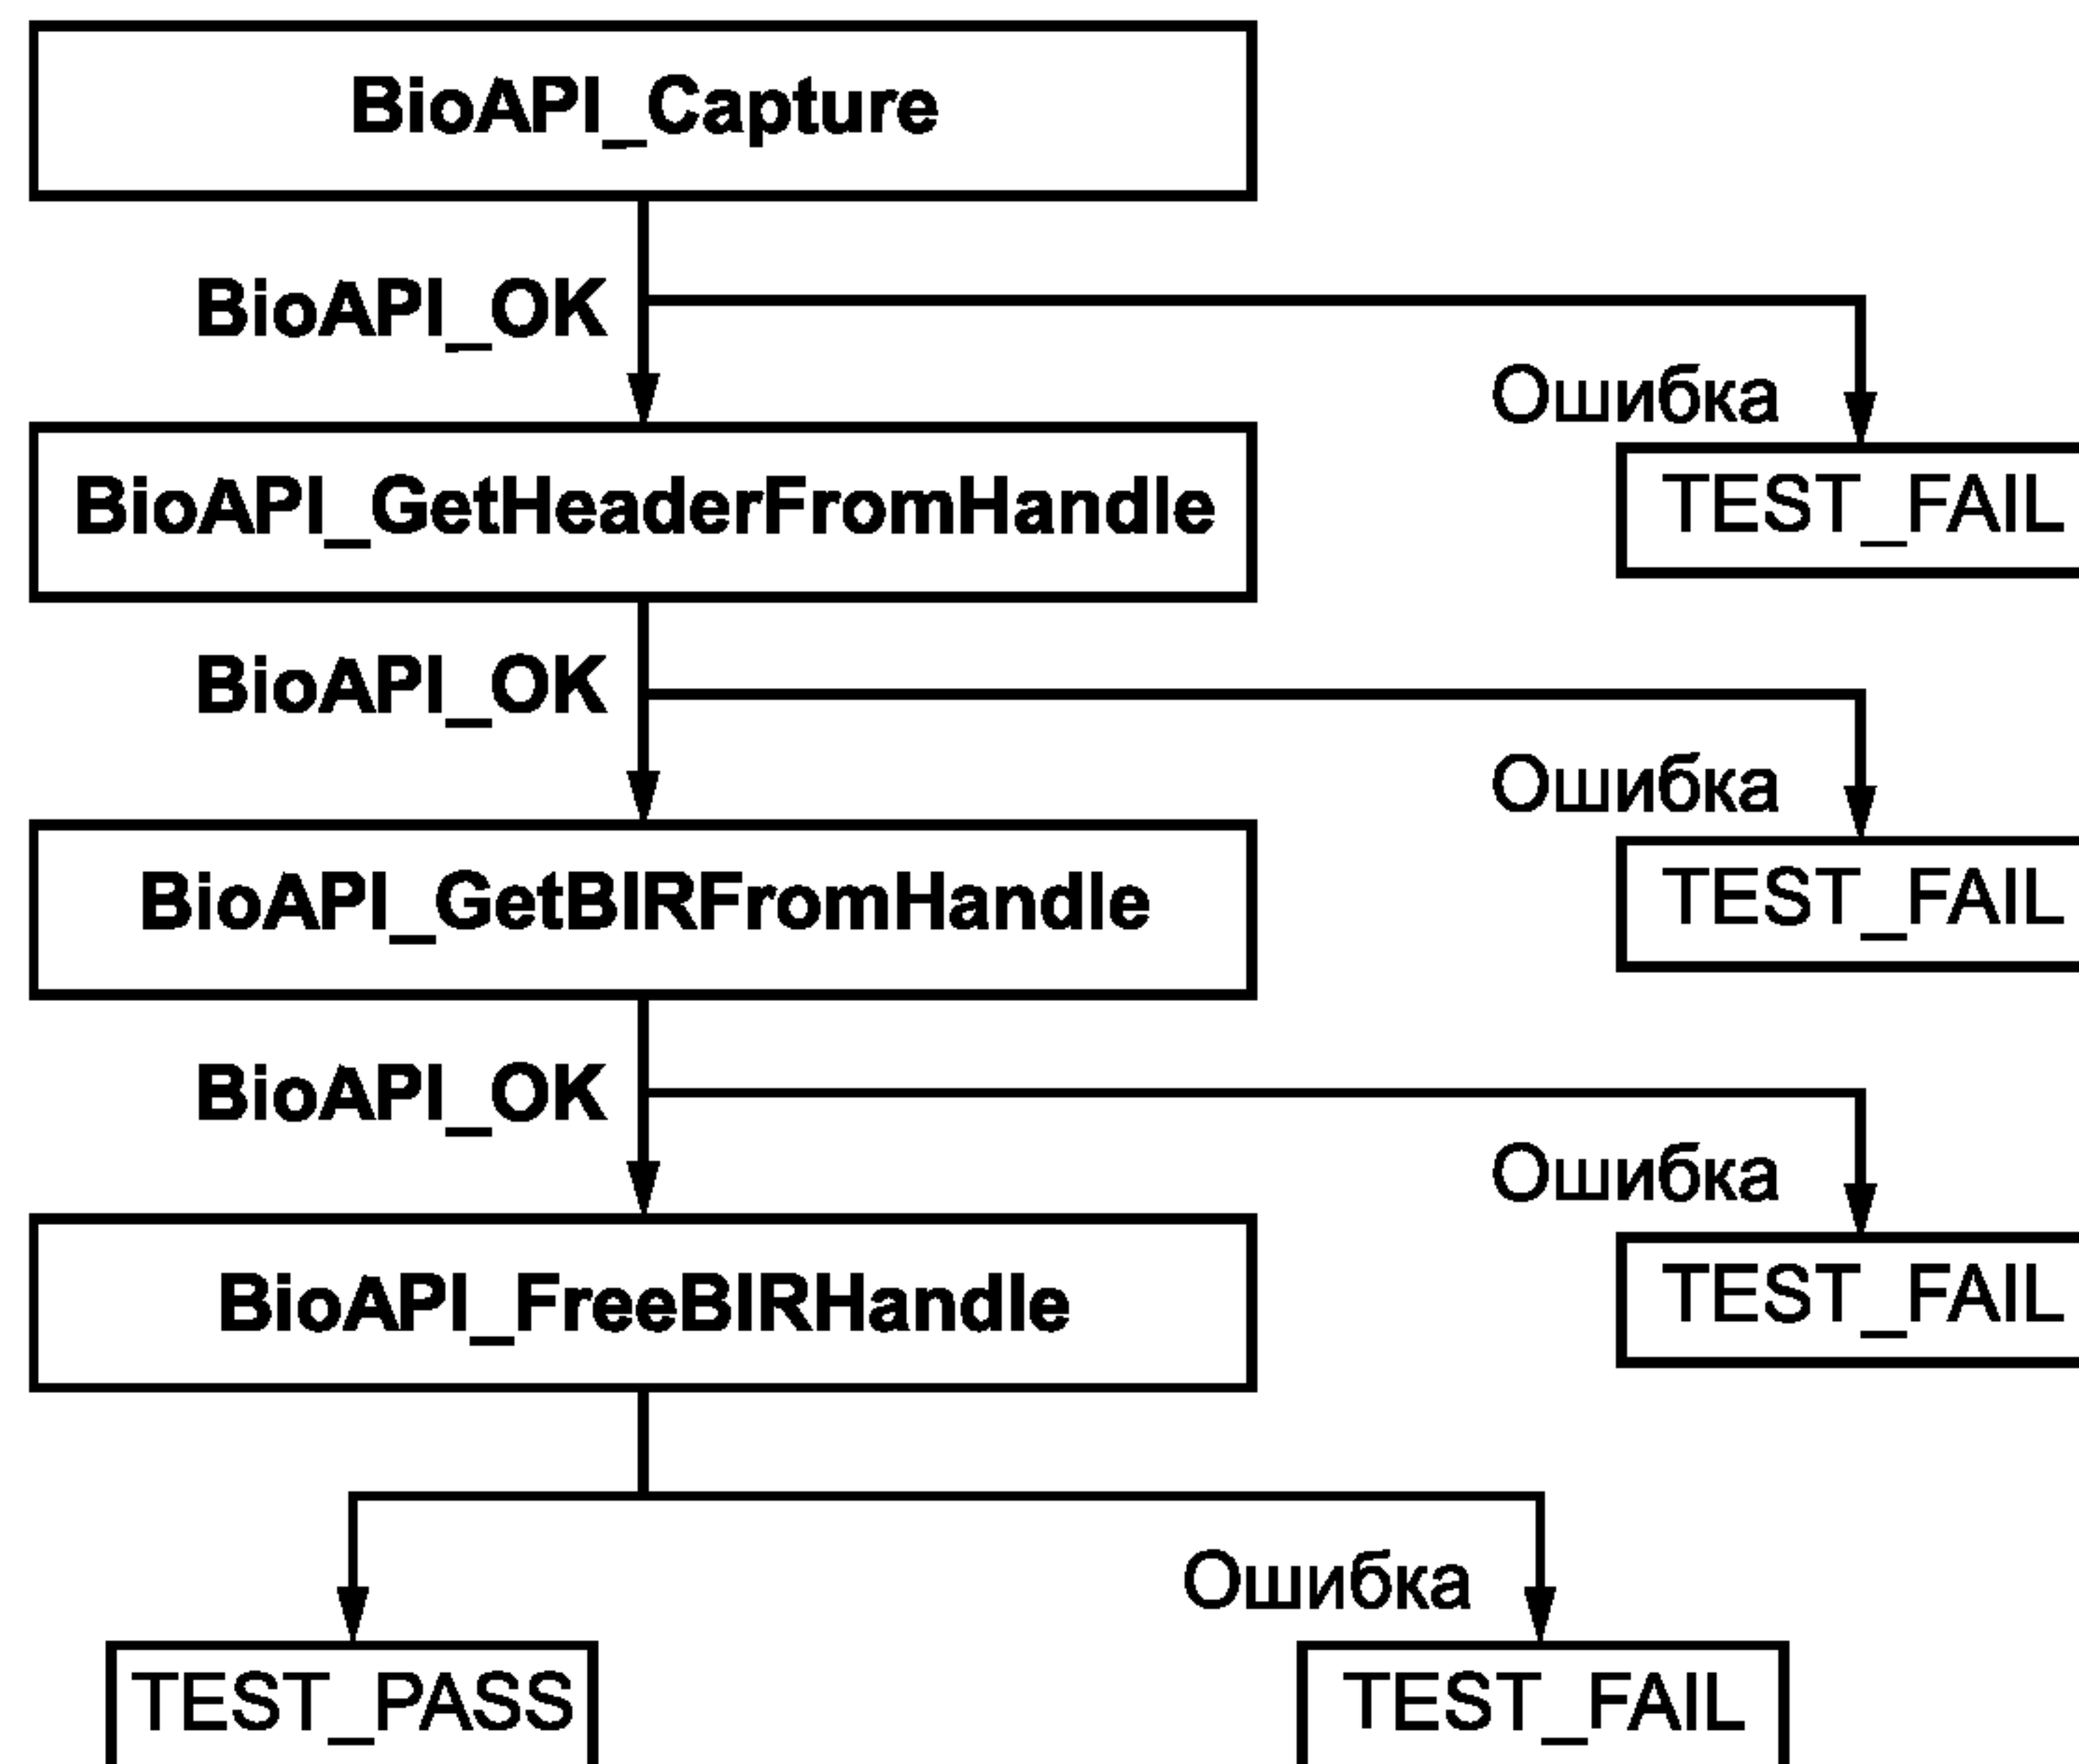 BioAPI_Capture
BioAPI_OK
Ошибка
TEST_FAIL
BioAPI_GetHeaderFromHandle
BioAPI_OK
Ошибка
TEST_FAIL
BioAPI_GetBIRFromHandle
BioAPI_OK
Ошибка
TEST_FAIL
BioAPI_FreeBIRHandle
Ошибка
TEST_PASS
TEST_FAIL